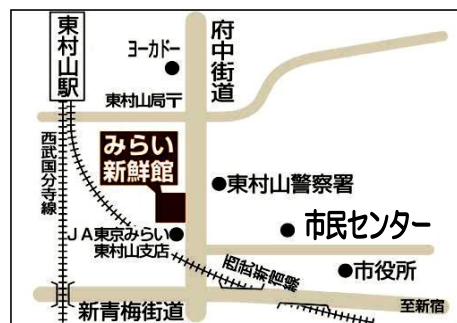 東村山駅
ヨーカドー
府中街道
東村山局〒
西武国分寺線
みらい
新鮮館
東村山警察署
市民センター
JA東京みらい
東村山支店
西武新宿線
市役所
新青梅街道
至新宿